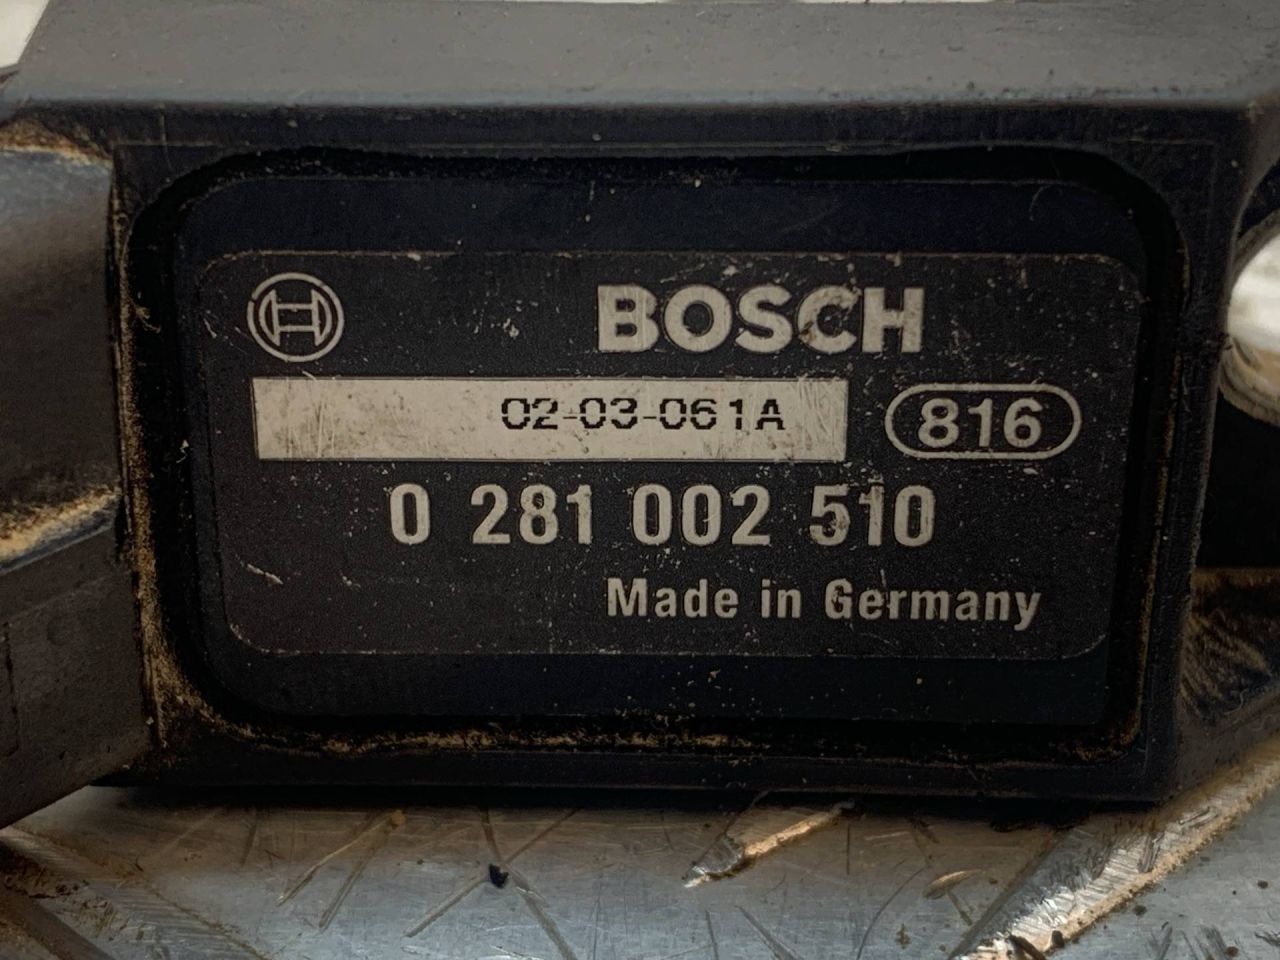 BOSCH
02-03-061A
816
0 281 002 510
Made in Germany